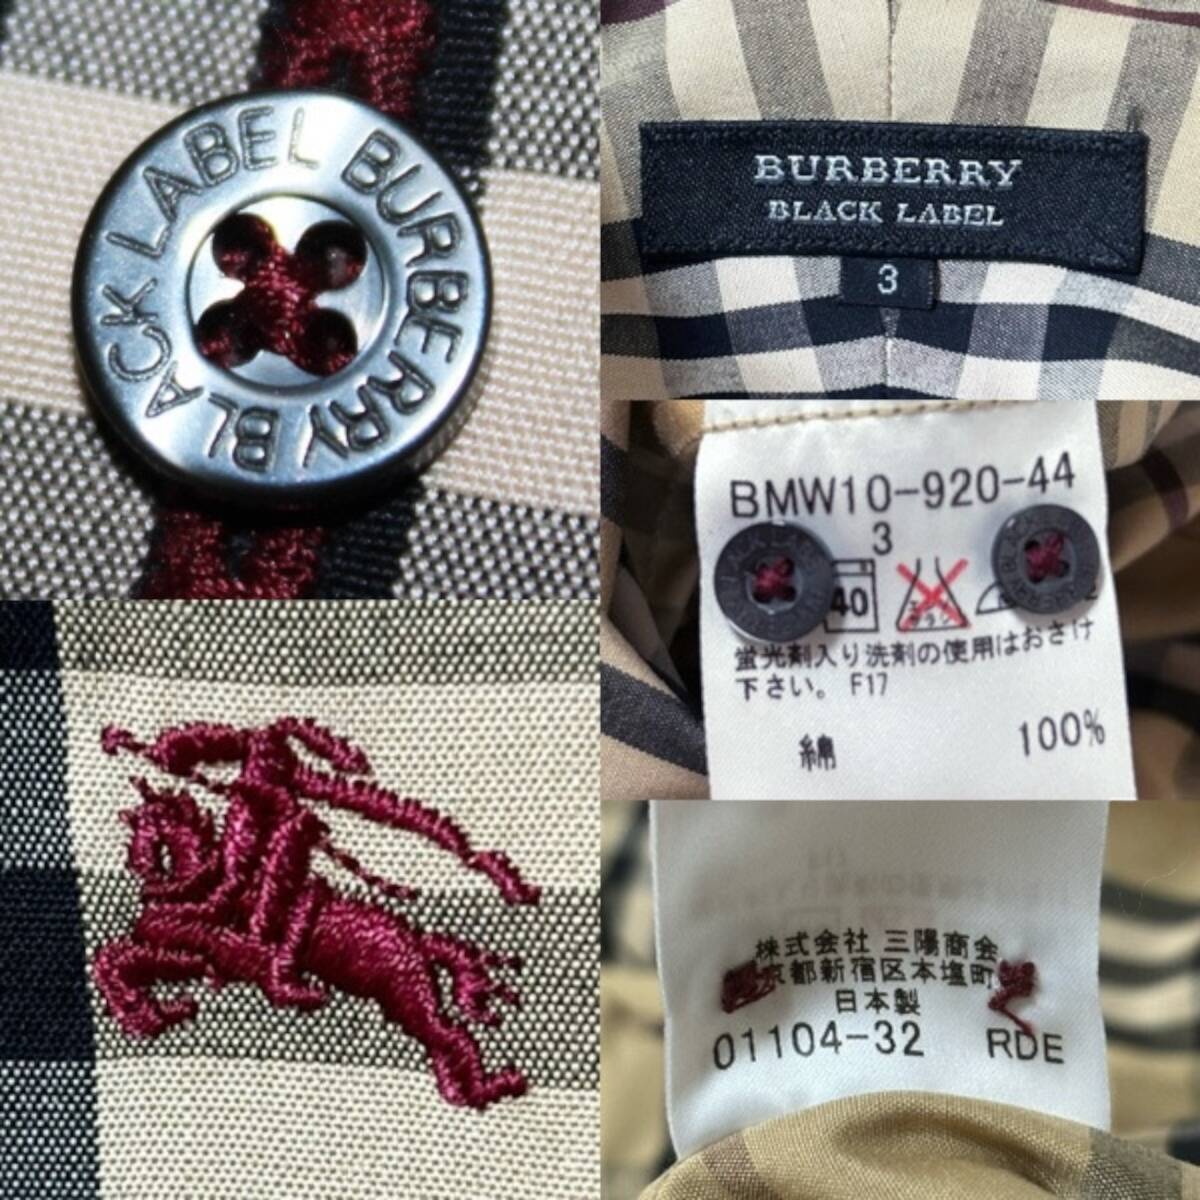 BLACK LABEL BURBERRY
BURBERRY
BLACK LABEL
3
BMW10-920-44
3
40
蛍光剤入り洗剤の使用はおさけ
下さい。 F17
綿 100%
株式会社 三陽商会
京都新宿区本塩町
日本製
01104-32 RDE